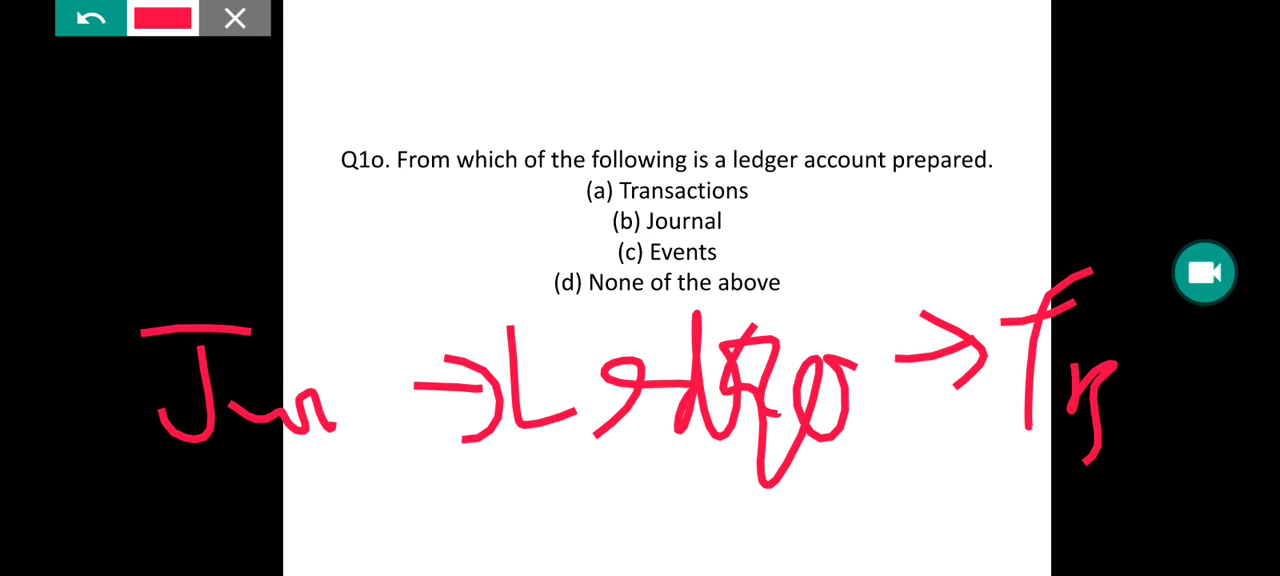 Q1o. From which of the following is a ledger account prepared.
(a) Transactions
(b) Journal
(c) Events
(d) None of the above